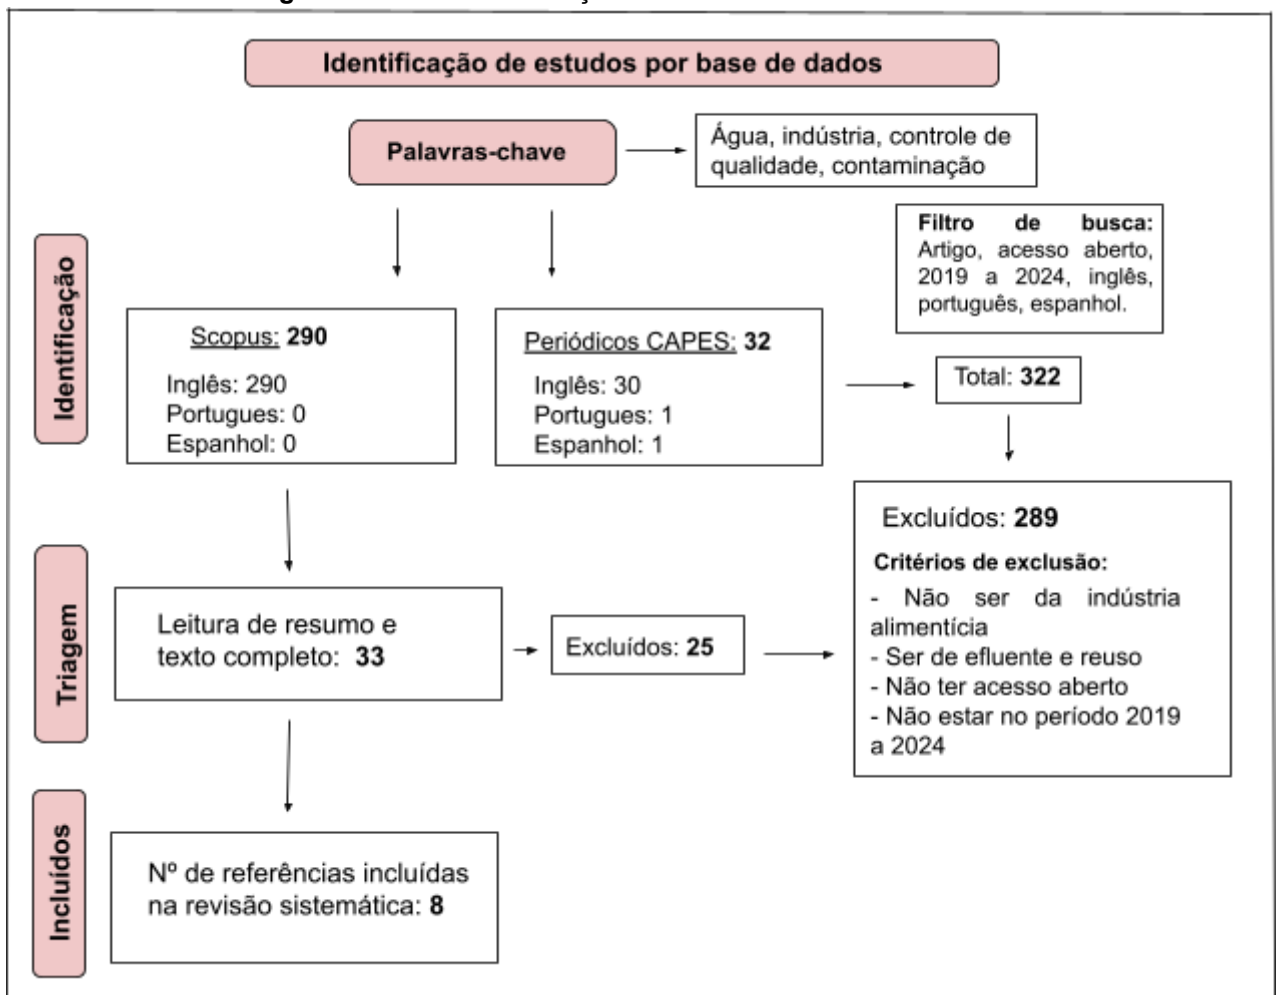 Identificação de estudos por base de dados
Palavras-chave
Água, indústria, controle de
qualidade, contaminação
Filtro de busca:
Artigo, acesso aberto,
2019 a 2024, inglês,
português, espanhol.
Identificação
Scopus: 290
Inglês: 290
Portugues: 0
Espanhol: 0
Periódicos CAPES: 32
Inglês: 30
Portugues: 1
Espanhol: 1
Total: 322
Excluídos: 289
Critérios de exclusão:
- Não ser da indústria
alimentícia
- Ser de efluente e reuso
- Não ter acesso aberto
- Não estar no período 2019
a 2024
Triagem
Leitura de resumo e
texto completo: 33
Excluídos: 25
Incluídos
Nº de referências incluídas
na revisão sistemática: 8